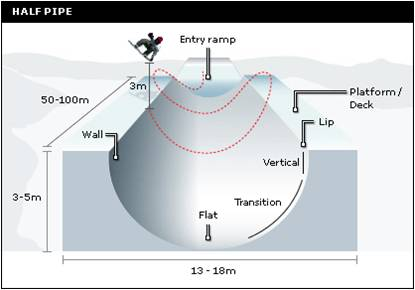 HALF PIPE
Entry ramp
3m
50-100m
Platform /
Deck
Lip
Wall
Vertical
3-5m
Transition
Flat
13 - 18m